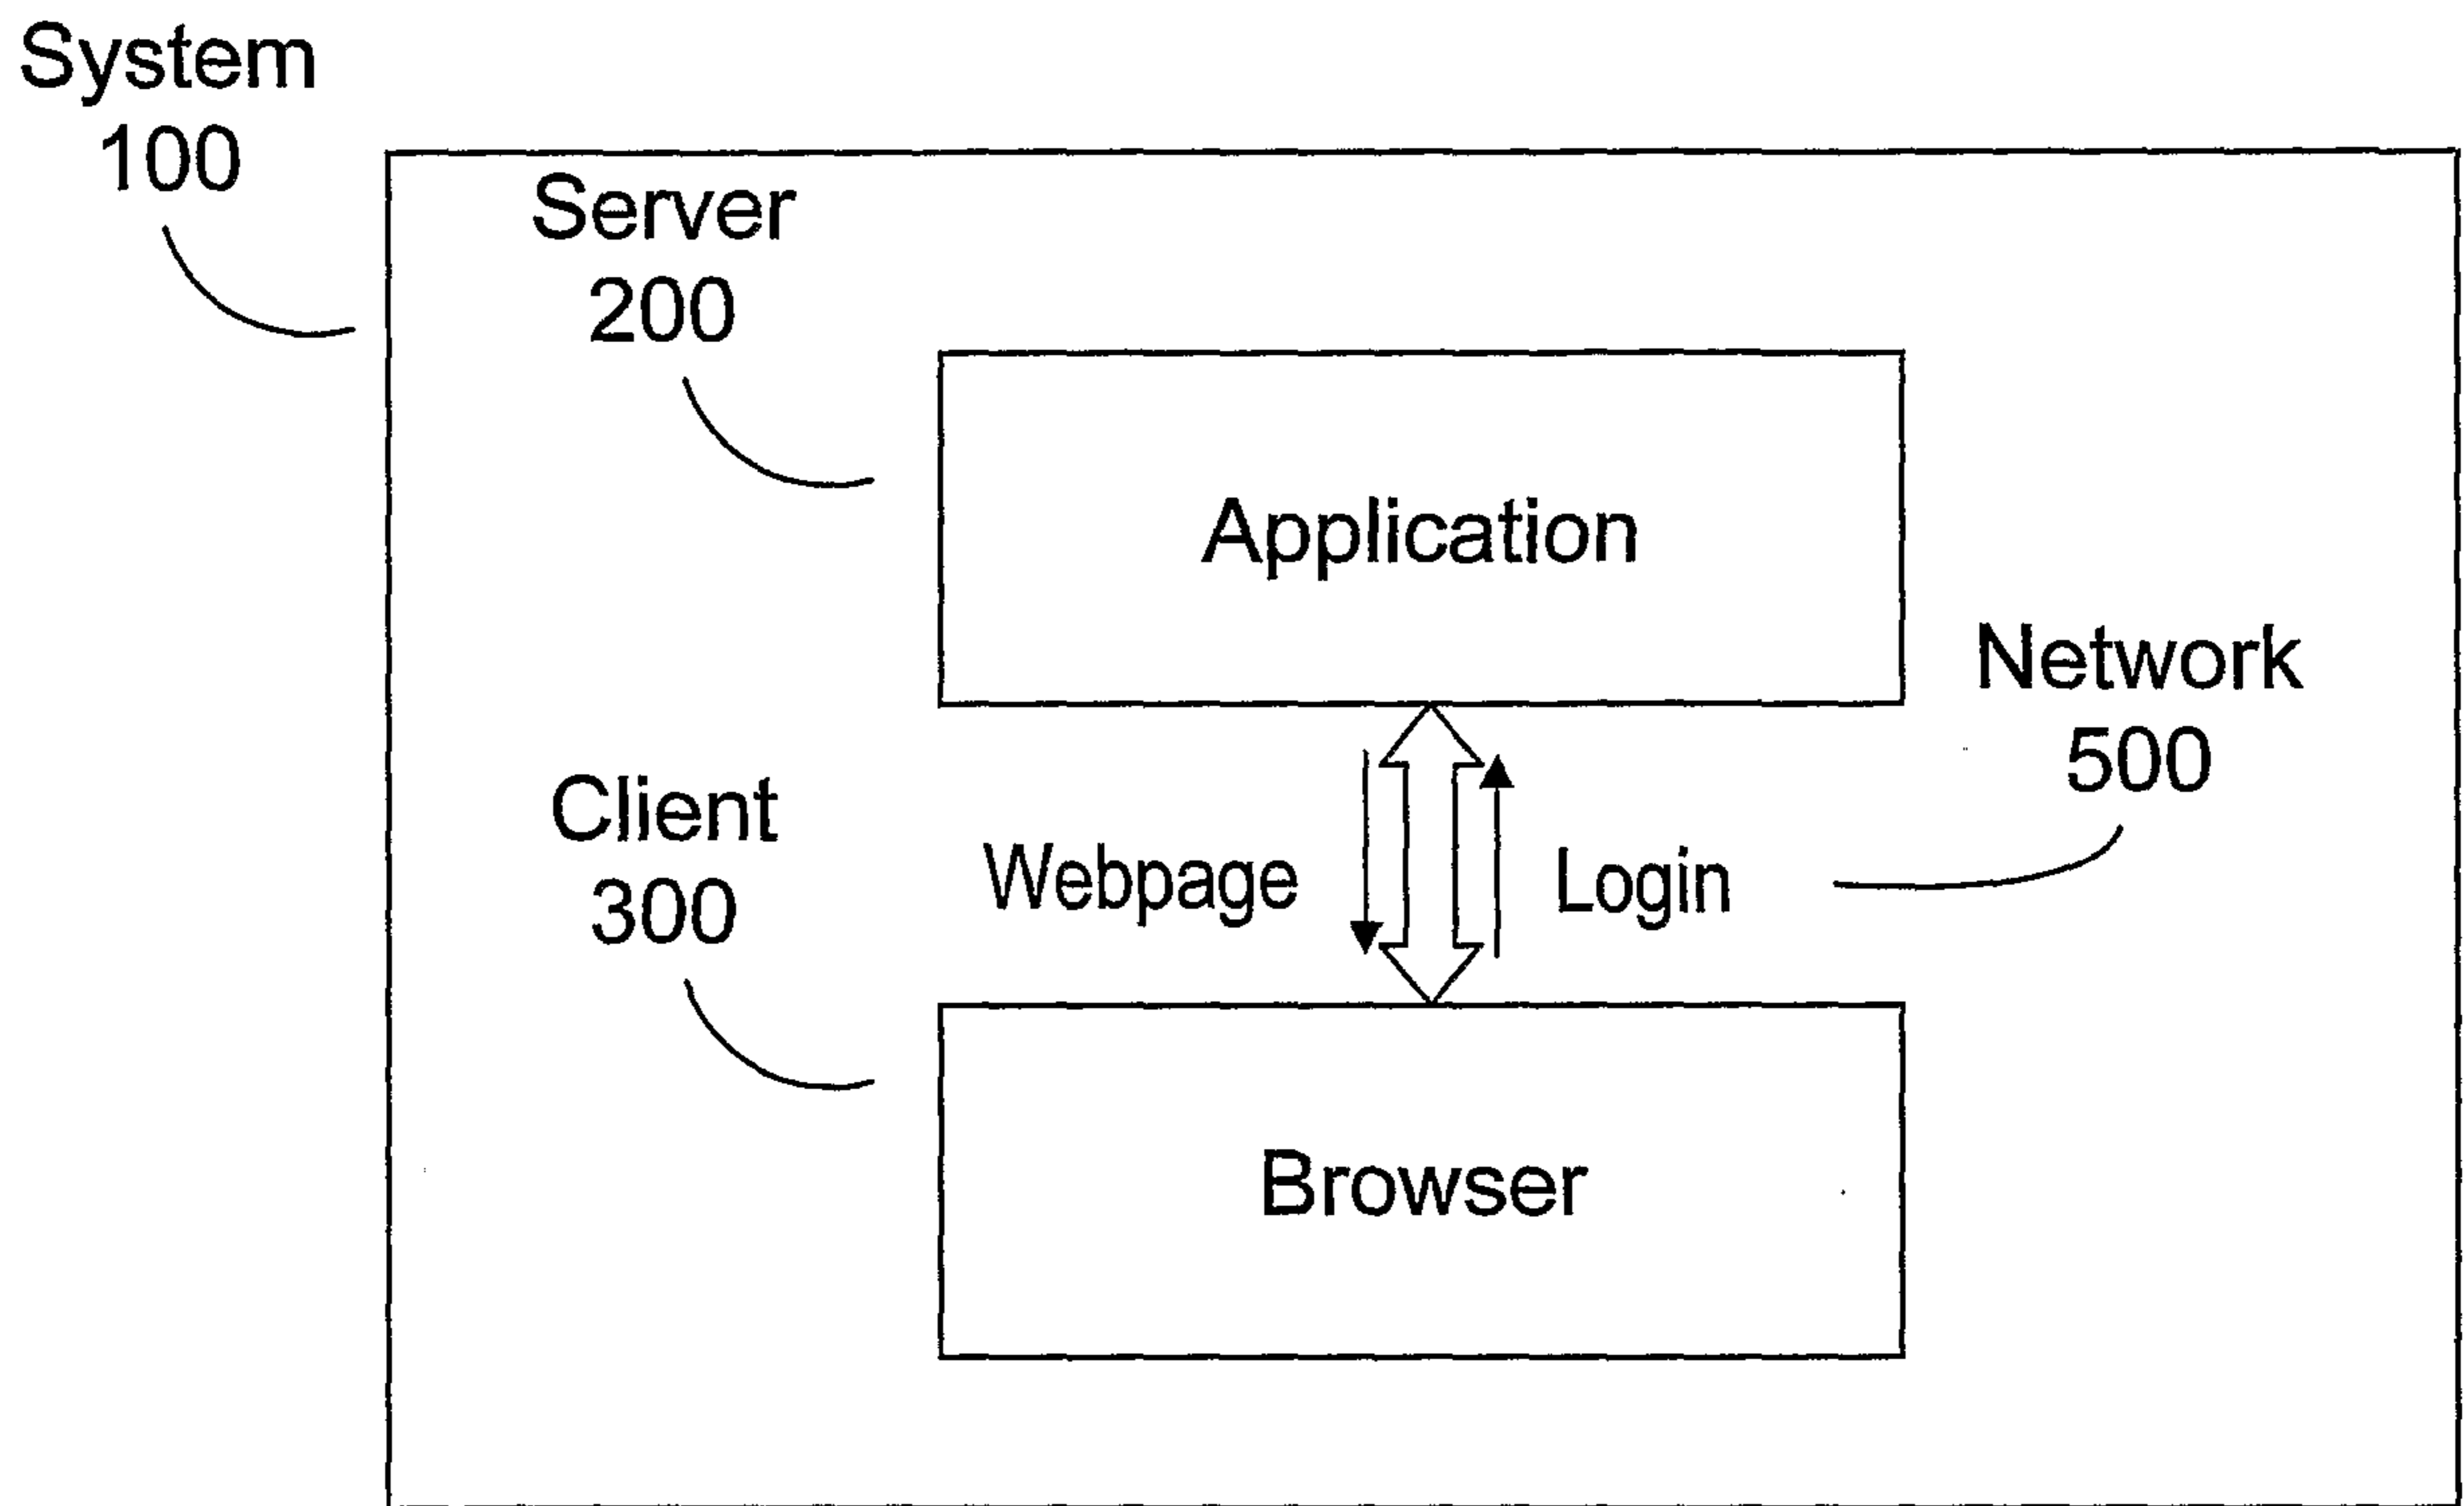 System
100
Server
200
Application
Network
500
Client
300
Webpage
Login
Browser